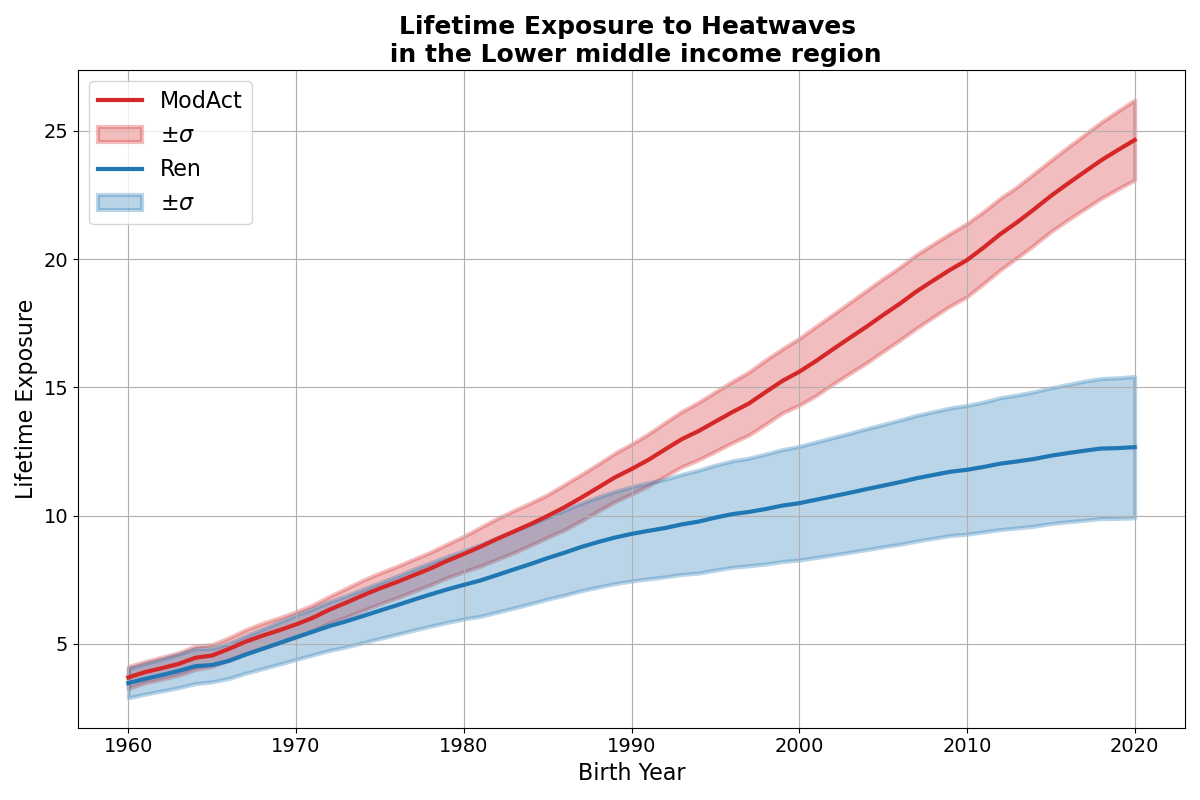 Lifetime Exposure to Heatwaves
in the Lower middle income region
ModAct
±σ
Ren
±σ
Lifetime Exposure
25
20
15
10
5
1960 1970 1980 1990 2000 2010 2020
Birth Year